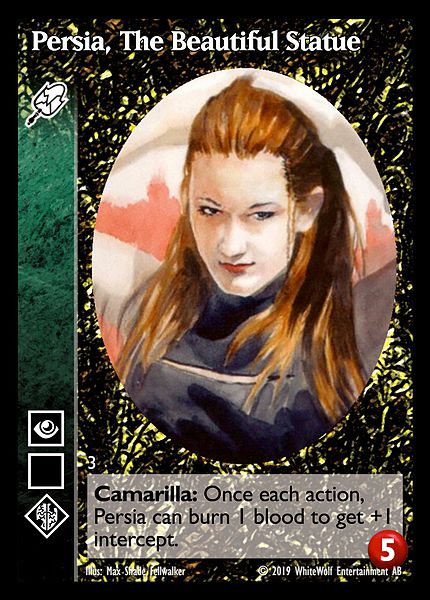 Persia, The Beautiful Statue
3
Camarilla: Once each action,
Persia can burn 1 blood to get +1
intercept.
5
Illus: Max Shade Fellwalker
© 2019 WhiteWolf Entertainment AB